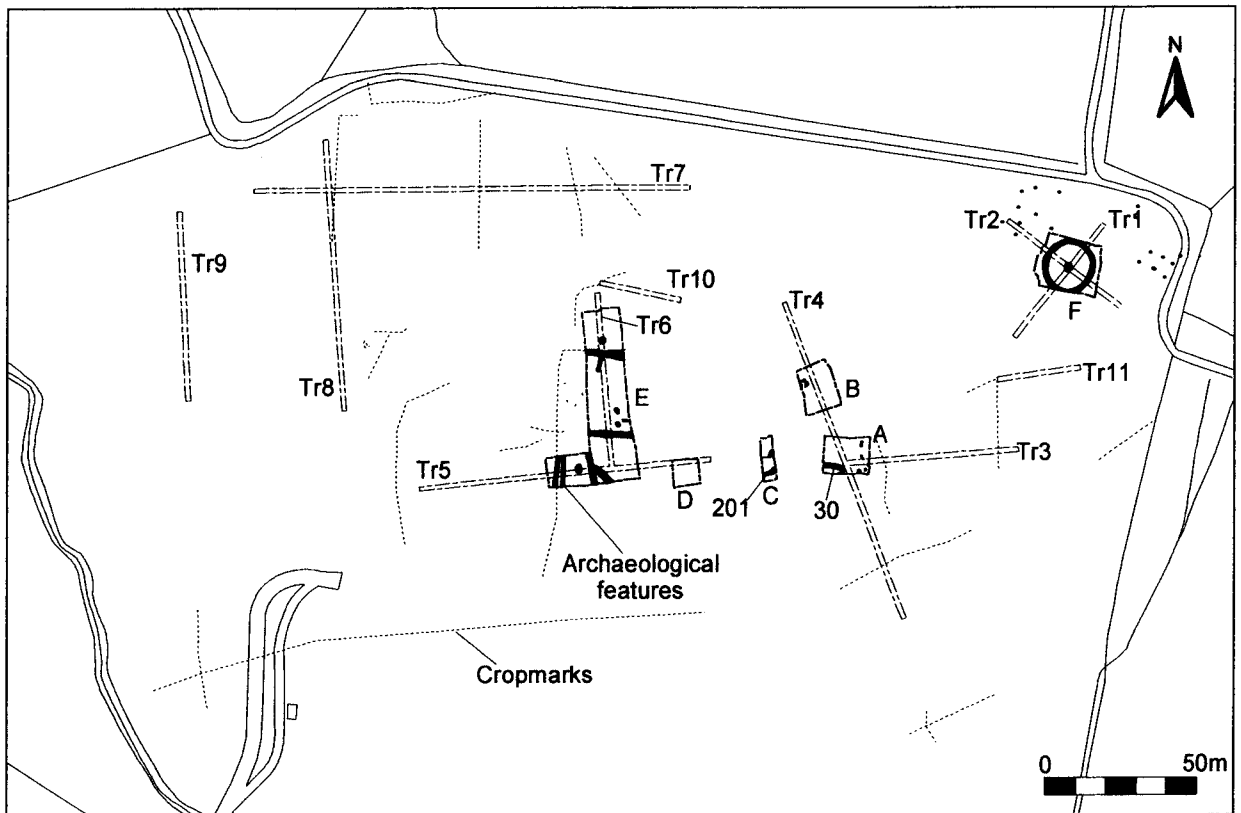 N
Tr7
Tr2
Tr1
Tr9
Tr10
Tr4
F
Tr6
Tr8
Tr11
B
E
A
Tr3
Tr5
D
C
201
30
Archaeological
features
Cropmarks
0 50m